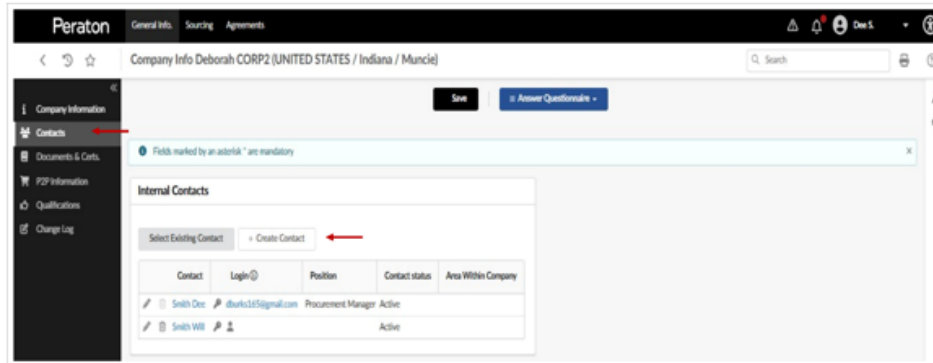 Peraton General Info. Sourcing Agreements Dee S.
Company Info Deborah CORP2 (UNITED STATES / Indiana / Muncie) Search
Save Answer Questionnaire
Company Information
Contacts
Documents & Certs.
P2P Information
Qualifications
Change Log
Fields marked by an asterisk * are mandatory
Internal Contacts
Select Existing Contact + Create Contact
Contact Login Position Contact status Area Within Company
Smith Dee dburks165@gmail.com Procurement Manager Active
Smith Will Active